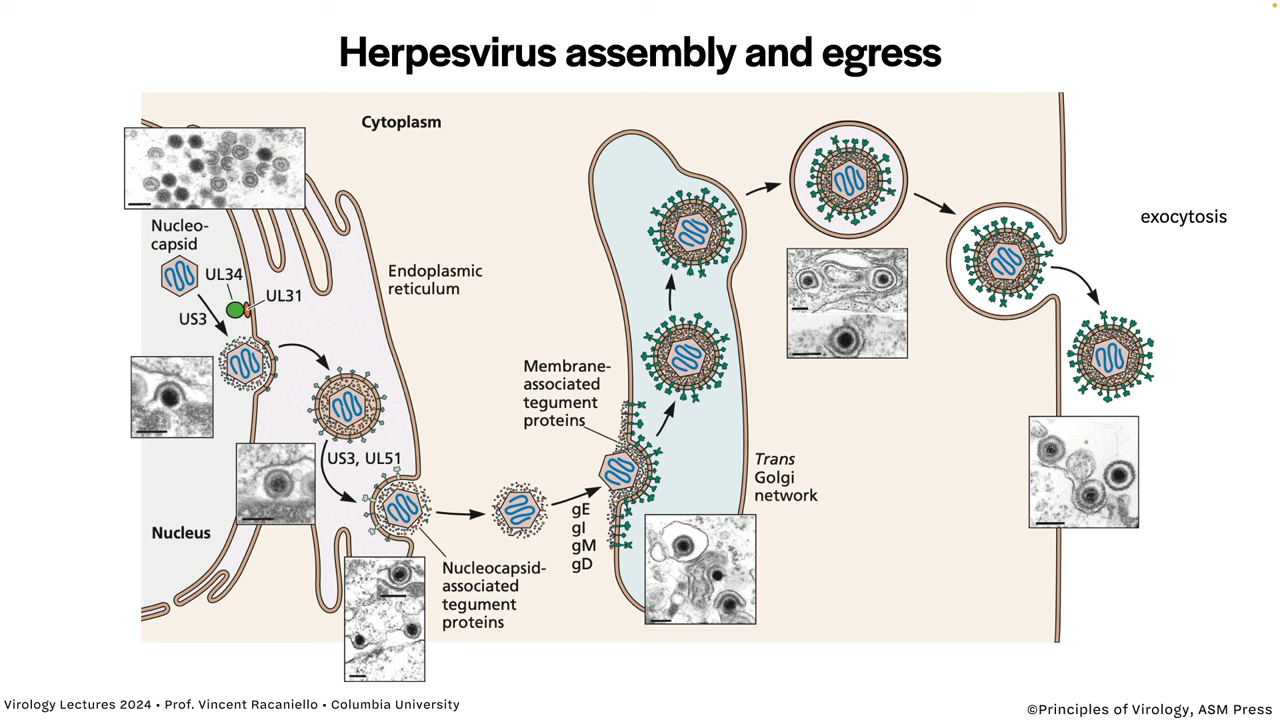 Herpesvirus assembly and egress
Cytoplasm
Nucleo-
capsid
UL34
UL31
US3
Endoplasmic
reticulum
exocytosis
Membrane-
associated
tegument
proteins
US3, UL51
Trans
Golgi
network
gE
gI
gM
gD
Nucleus
Nucleocapsid-
associated
tegument
proteins
Virology Lectures 2024 • Prof. Vincent Racaniello • Columbia University
©Principles of Virology, ASM Press